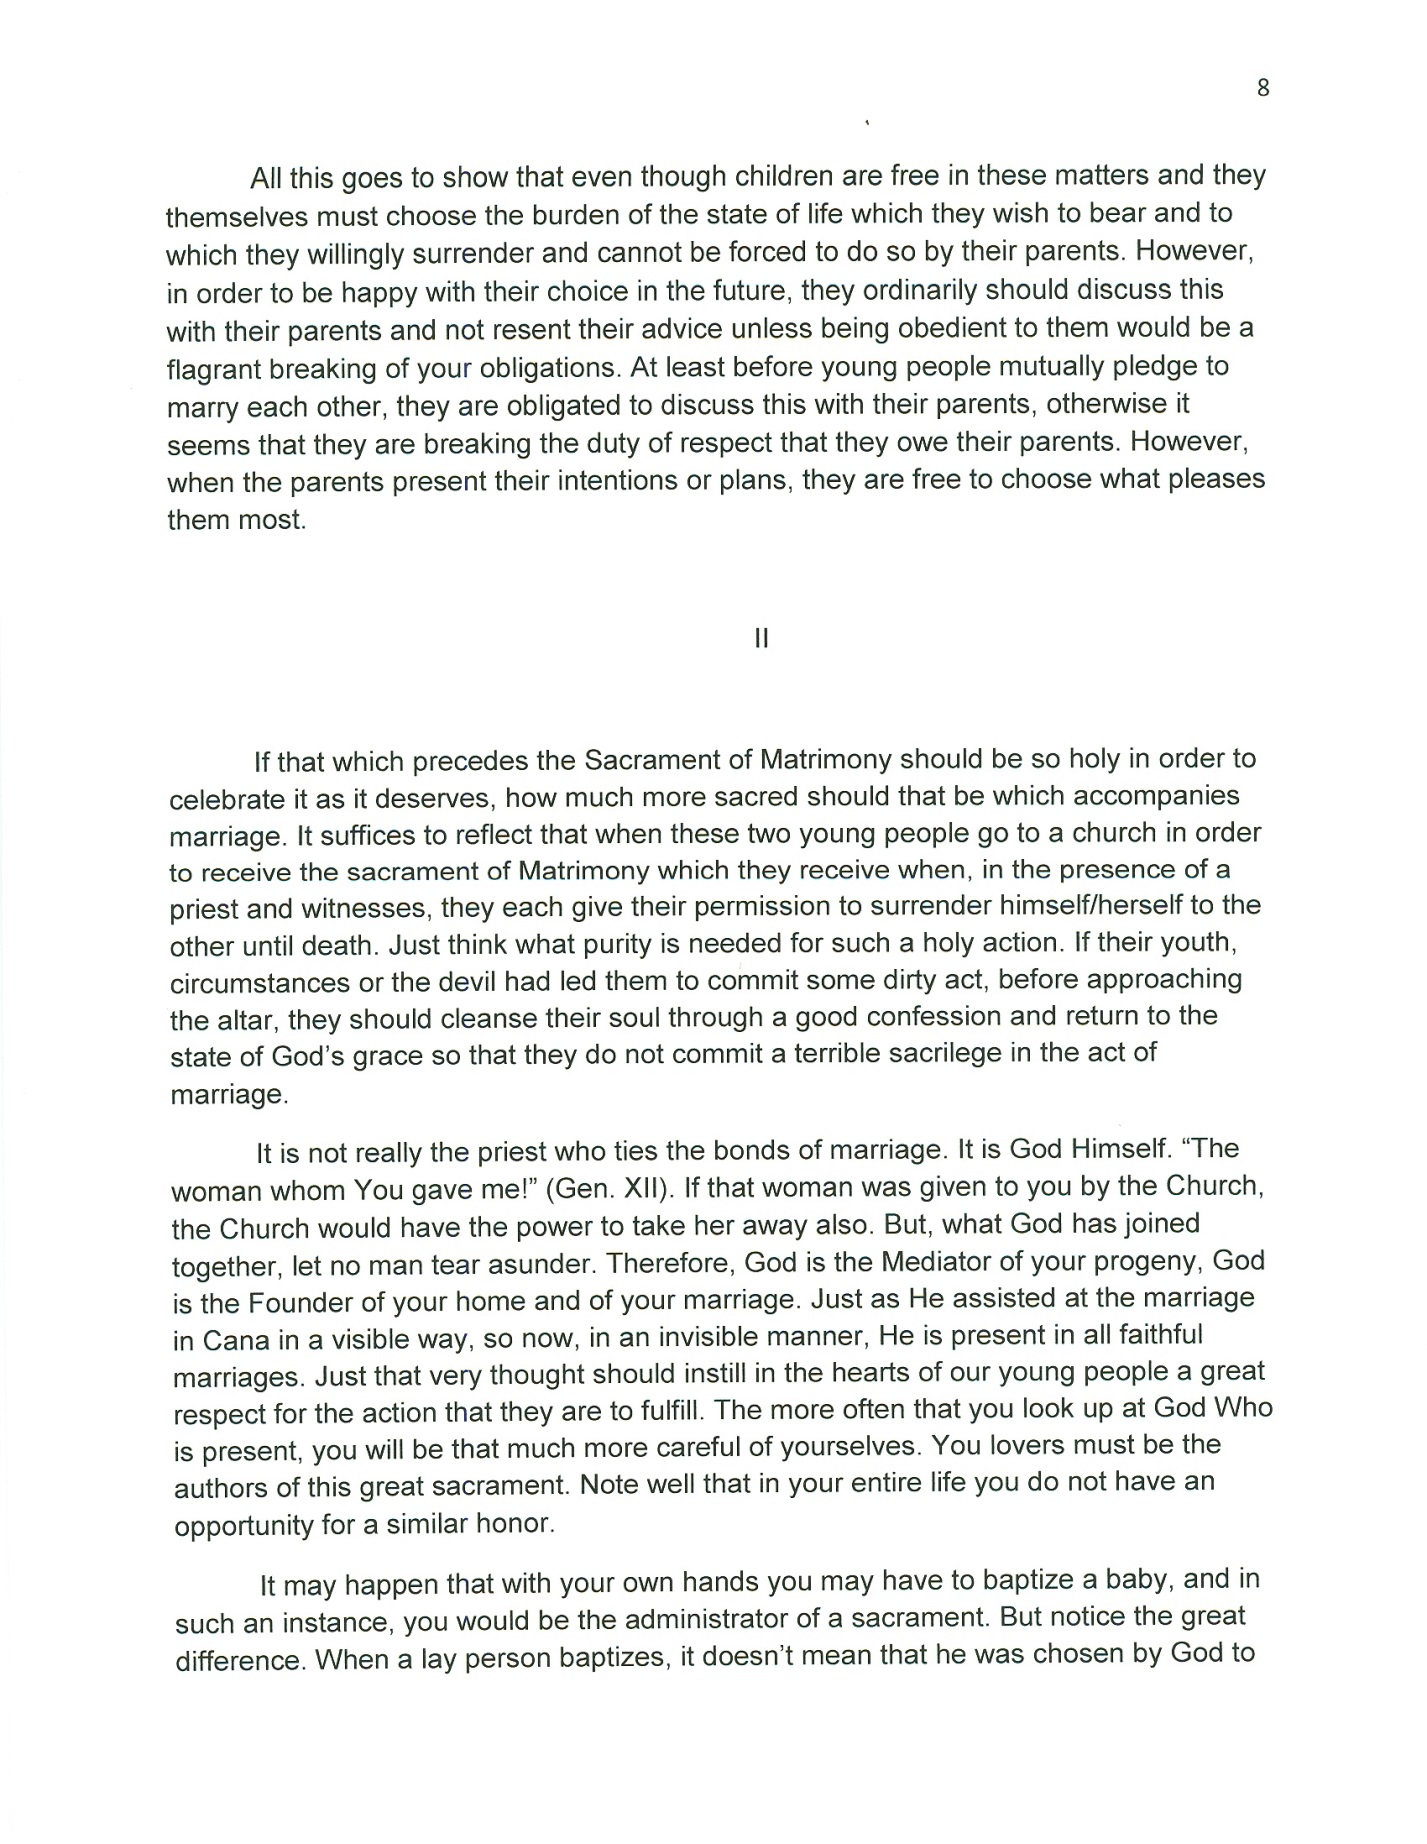 8
All this goes to show that even though children are free in these matters and they
themselves must choose the burden of the state of life which they wish to bear and to
which they willingly surrender and cannot be forced to do so by their parents. However,
in order to be happy with their choice in the future, they ordinarily should discuss this
with their parents and not resent their advice unless being obedient to them would be a
flagrant breaking of your obligations. At least before young people mutually pledge to
marry each other, they are obligated to discuss this with their parents, otherwise it
seems that they are breaking the duty of respect that they owe their parents. However,
when the parents present their intentions or plans, they are free to choose what pleases
them most.
II
If that which precedes the Sacrament of Matrimony should be so holy in order to
celebrate it as it deserves, how much more sacred should that be which accompanies
marriage. It suffices to reflect that when these two young people go to a church in order
to receive the sacrament of Matrimony which they receive when, in the presence of a
priest and witnesses, they each give their permission to surrender himself/herself to the
other until death. Just think what purity is needed for such a holy action. If their youth,
circumstances or the devil had led them to commit some dirty act, before approaching
the altar, they should cleanse their soul through a good confession and return to the
state of God’s grace so that they do not commit a terrible sacrilege in the act of
marriage.
It is not really the priest who ties the bonds of marriage. It is God Himself. “The
woman whom You gave me!” (Gen. XII). If that woman was given to you by the Church,
the Church would have the power to take her away also. But, what God has joined
together, let no man tear asunder. Therefore, God is the Mediator of your progeny, God
is the Founder of your home and of your marriage. Just as He assisted at the marriage
in Cana in a visible way, so now, in an invisible manner, He is present in all faithful
marriages. Just that very thought should instill in the hearts of our young people a great
respect for the action that they are to fulfill. The more often that you look up at God Who
is present, you will be that much more careful of yourselves. You lovers must be the
authors of this great sacrament. Note well that in your entire life you do not have an
opportunity for a similar honor.
It may happen that with your own hands you may have to baptize a baby, and in
such an instance, you would be the administrator of a sacrament. But notice the great
difference. When a lay person baptizes, it doesn’t mean that he was chosen by God to